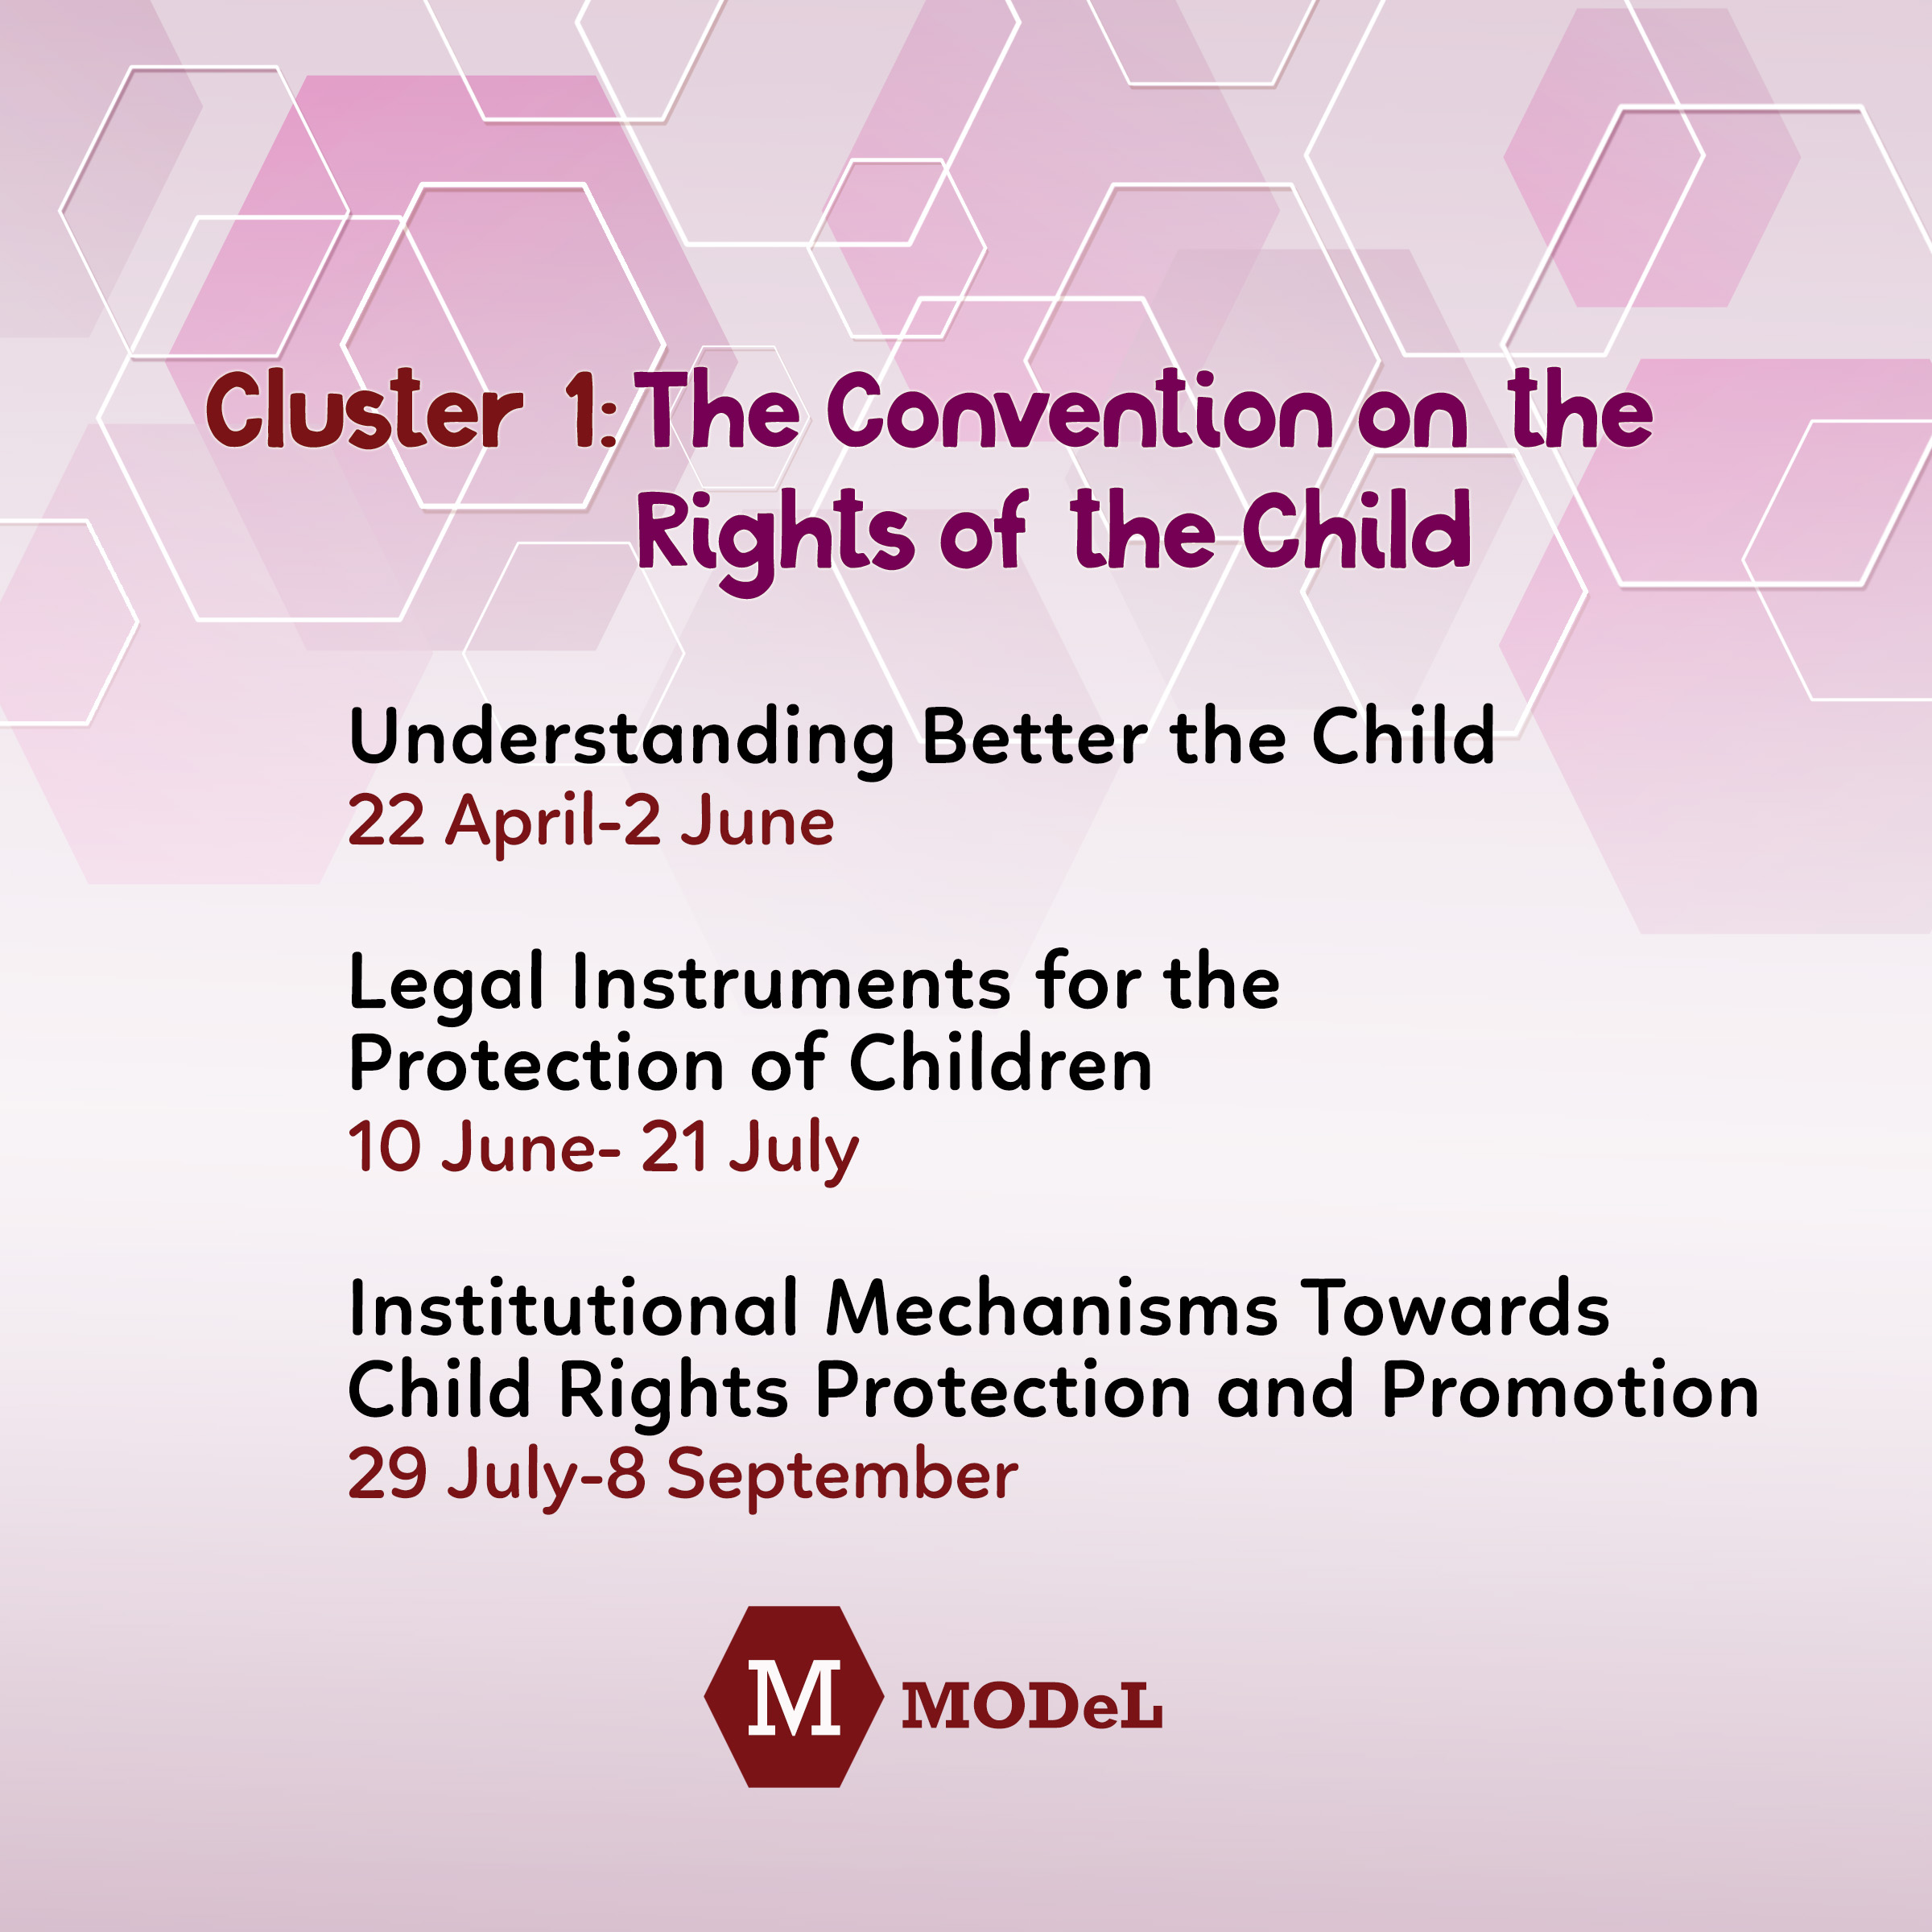 Cluster 1: The Convention on the
Rights of the Child
Understanding Better the Child
22 April-2 June
Legal Instruments for the
Protection of Children
10 June- 21 July
Institutional Mechanisms Towards
Child Rights Protection and Promotion
29 July-8 September
M MODeL